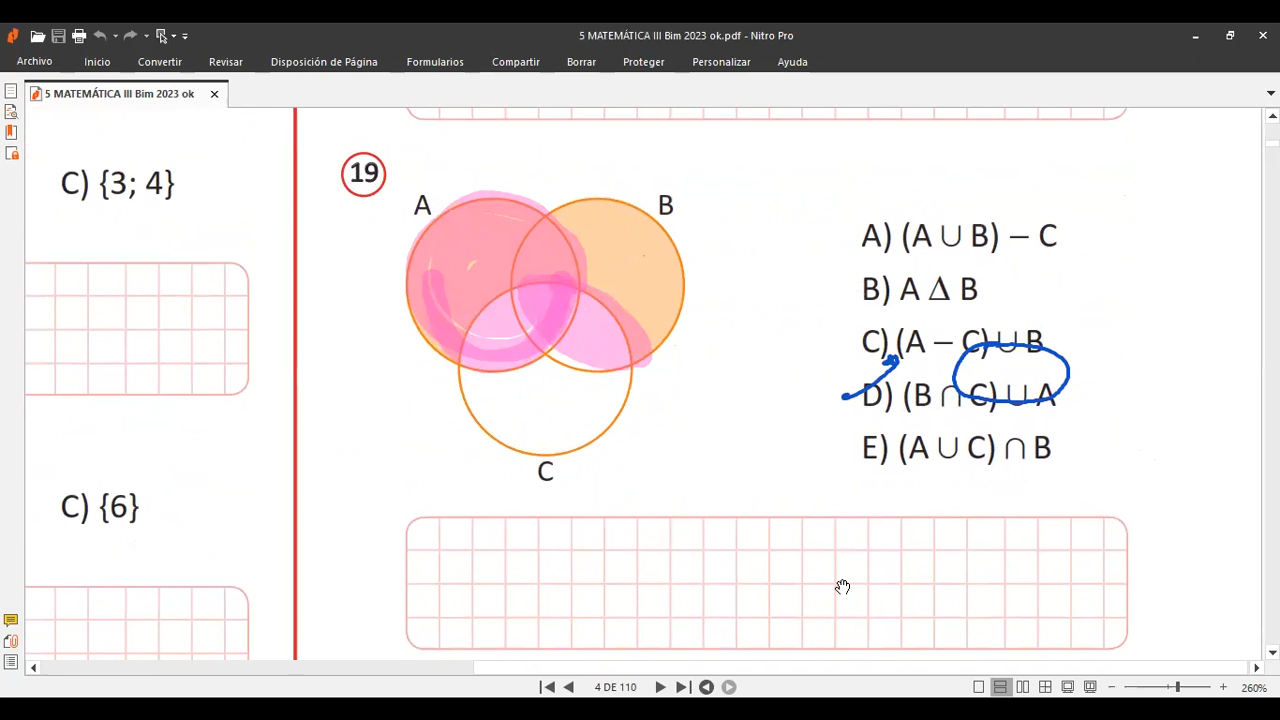 5 MATEMÁTICA III Bim 2023 ok.pdf - Nitro Pro
Archivo Inicio Convertir Revisar Disposición de Página Formularios Compartir Borrar Proteger Personalizar Ayuda
5 MATEMÁTICA III Bim 2023 ok
C) {3; 4}
C) {6}
19
A
B
C
A) (A ∪ B) – C
B) A Δ B
C) (A – C) ∪ B
D) (B ∩ C) ∪ A
E) (A ∪ C) ∩ B
4 DE 110
260%